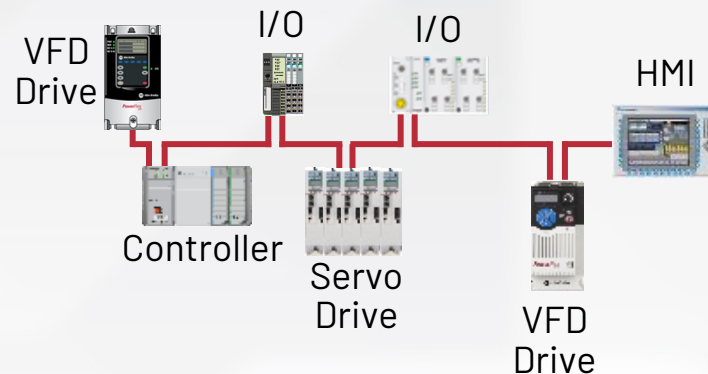 VFD
Drive
I/O
I/O
HMI
Controller
Servo
Drive
VFD
Drive